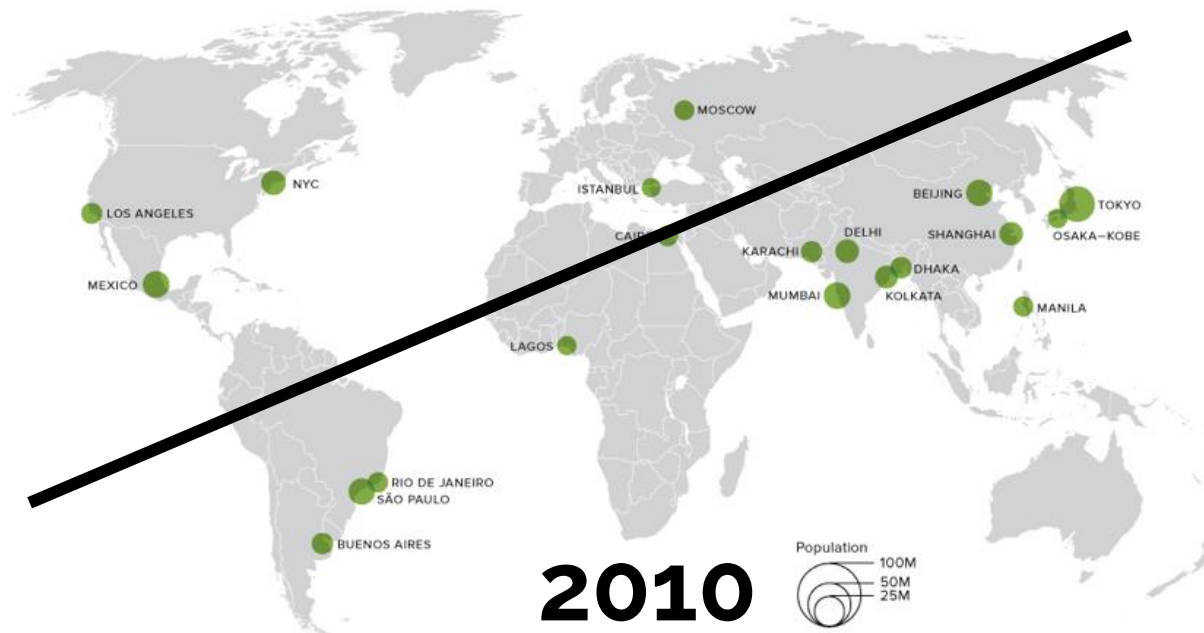 MOSCOW
NYC
ISTANBUL
BEIJING
LOS ANGELES
TOKYO
CAIRO
DELHI
SHANGHAI
OSAKA–KOBE
KARACHI
DHAKA
MEXICO
MUMBAI
KOLKATA
MANILA
LAGOS
RIO DE JANEIRO
SÃO PAULO
BUENOS AIRES
2010
Population
100M
50M
25M